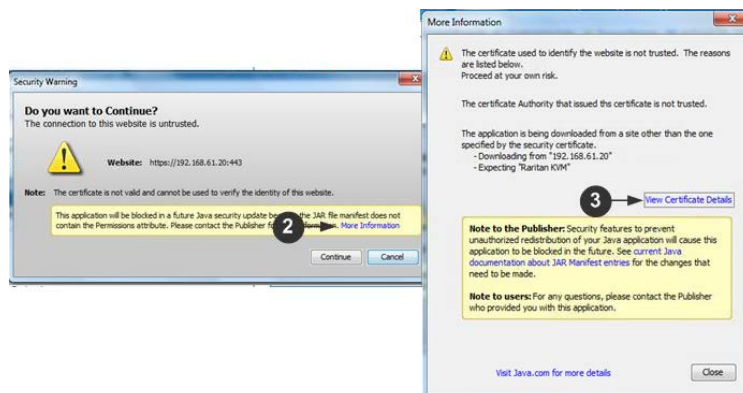 Security Warning
Do you want to Continue?
The connection to this website is untrusted.
Website: https://192.168.61.20:443
Note: The certificate is not valid and cannot be used to verify the identity of this website.
This application will be blocked in a future Java security update because the JAR file manifest does not
contain the Permissions attribute. Please contact the Publisher for information. More Information
2
Continue Cancel
More Information
The certificate used to identify the website is not trusted. The reasons
are listed below.
Proceed at your own risk.
The certificate Authority that issued ths certificate is not trusted.
The application is being downloaded from a site other than the one
specified by the security certificate.
- Downloading from "192.168.61.20"
- Expecting "Raritan KVM"
3 View Certificate Details
Note to the Publisher: Security features to prevent
unauthorized redistribution of your Java application will cause this
application to be blocked in the future. See current Java
documentation about JAR Manifest entries for the changes that
need to be made.
Note to users: For any questions, please contact the Publisher
who provided you with this application.
Visit Java.com for more details Close